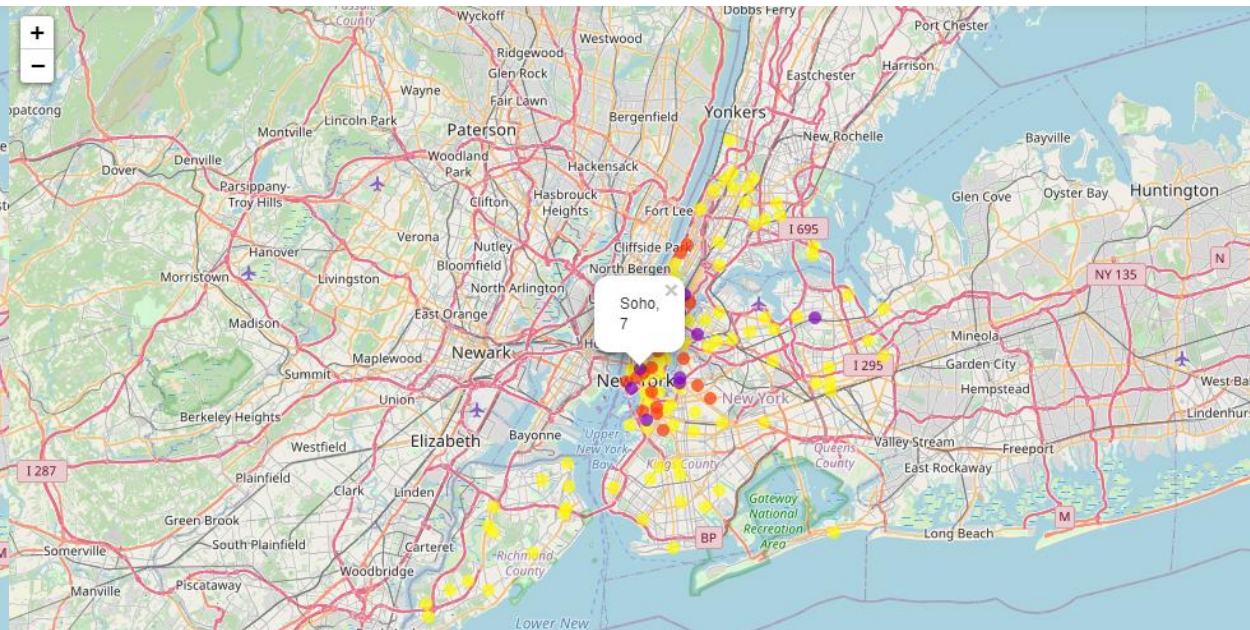 Passaic
County
Wyckoff
Dobbs Ferry
Port Chester
+
−
Westwood
Ridgewood
Glen Rock
Eastchester
Harrison
Wayne
Fair Lawn
opatcong
Lincoln Park
Bergenfield
Yonkers
Montville
Paterson
New Rochelle
Bayville
Denville
Woodland
Park
Hackensack
Dover
Parsippany-
Troy Hills
Clifton
Hasbrouck
Heights
Fort Lee
Glen Cove
Oyster Bay
Huntington
I 695
Verona
Nutley
Cliffside Park
Hanover
Bloomfield
North Bergen
N
Morristown
Livingston
North Arlington
NY 135
Soho,
7
×
Madison
East Orange
Mineola
Maplewood
Newark
I 295
Garden City
Summit
New York
West Ba
Union
New York
Hempstead
Berkeley Heights
Lindenhurs
Elizabeth
Bayonne
Upper
New York
Bay
Westfield
Valley Stream
Freeport
Kings County
Queens
County
I 287
East Rockaway
Plainfield
Clark
Linden
Gateway
National
Recreation
Area
M
Green Brook
Long Beach
South Plainfield
BP
Somerville
Carteret
Richmond
County
M
Woodbridge
Manville
Piscataway
Lower New